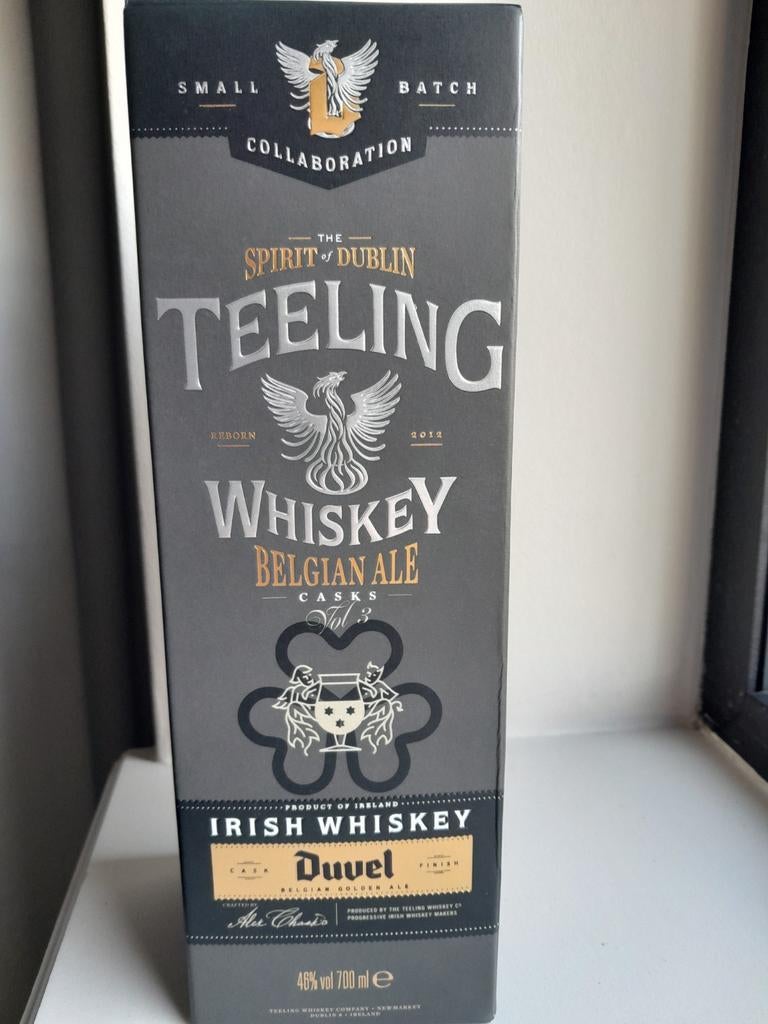 SMALL BATCH
COLLABORATION
THE
SPIRIT of DUBLIN
TEELING
REBORN 2012
WHISKEY
BELGIAN ALE
CASKS
Vol 3
PRODUCT OF IRELAND
IRISH WHISKEY
CASK Duvel FINISH
BELGIAN GOLDEN ALE
CRAFTED BY
PRODUCED BY THE TEELING WHISKEY Cº
PROGRESSIVE IRISH WHISKEY MAKERS
46% vol 700 ml e
TEELING WHISKEY COMPANY • NEWMARKET
DUBLIN 8 • IRELAND